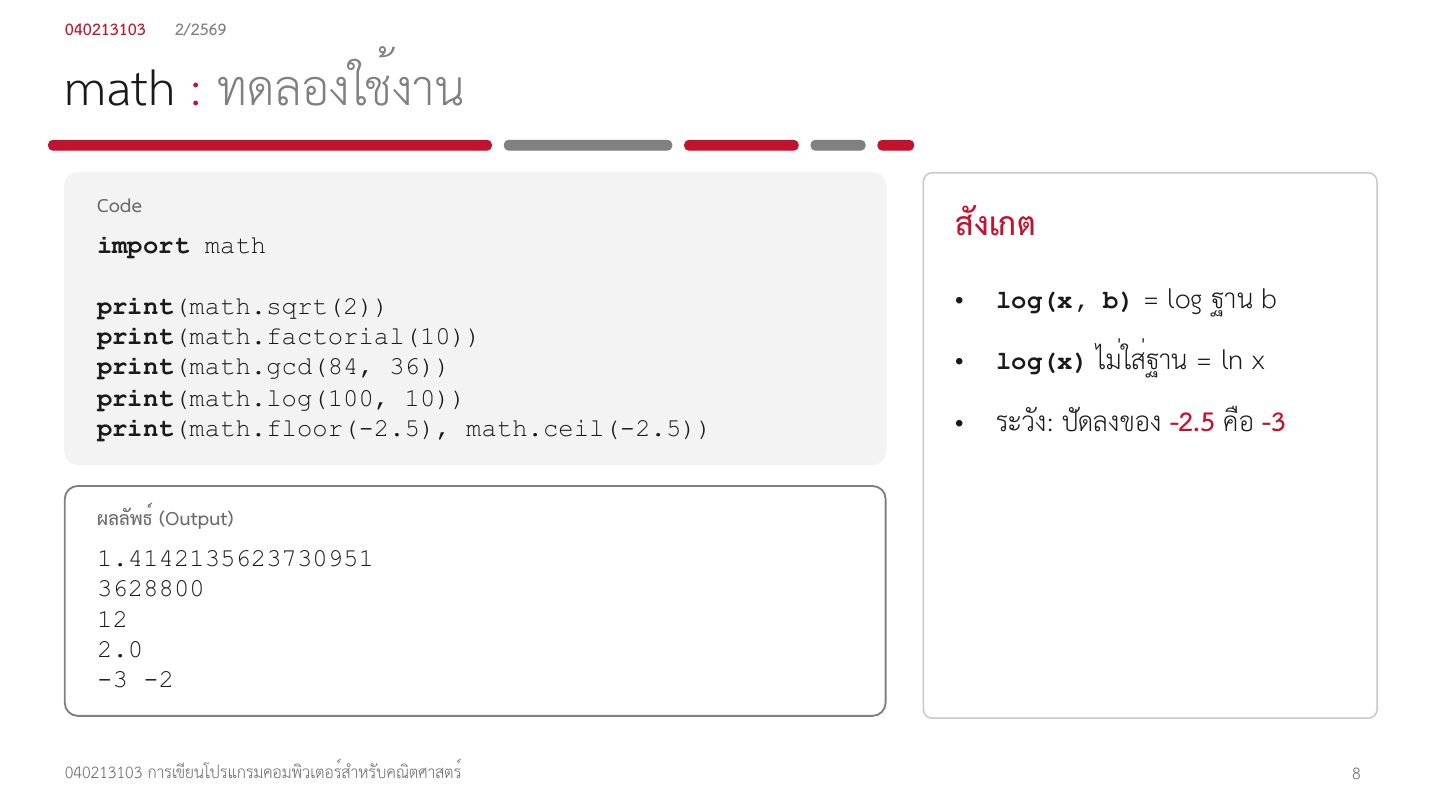 040213103 2/2569
math : ทดลองใช้งาน
Code
import math
print(math.sqrt(2))
print(math.factorial(10))
print(math.gcd(84, 36))
print(math.log(100, 10))
print(math.floor(-2.5), math.ceil(-2.5))
ผลลัพธ์ (Output)
1.4142135623730951
3628800
12
2.0
-3 -2
สังเกต
• log(x, b) = log ฐาน b
• log(x) ไม่ใส่ฐาน = ln x
• ระวัง: ปัดลงของ -2.5 คือ -3
040213103 การเขียนโปรแกรมคอมพิวเตอร์สำหรับคณิตศาสตร์
8